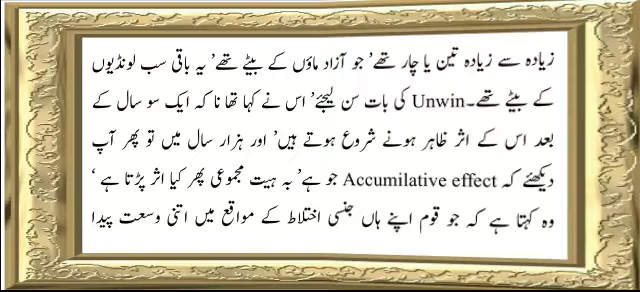 زیادہ سے زیادہ تین یا چار تھے' جو آزاد ماؤں کے بیٹے تھے' یہ باقی سب لونڈیوں
کے بیٹے تھے۔Unwin کی بات سن لیجئے' اس نے کہا تھا نا کہ ایک سو سال کے
بعد اس کے اثر ظاہر ہونے شروع ہوتے ہیں' اور ہزار سال میں تو پھر آپ
دیکھئے کہ Accumilative effect جو ہے' بہ ہیت مجموعی پھر کیا اثر پڑتا ہے '
وہ کہتا ہے کہ جو قوم اپنے ہاں جنسی اختلاط کے مواقع میں اتنی وسعت پیدا